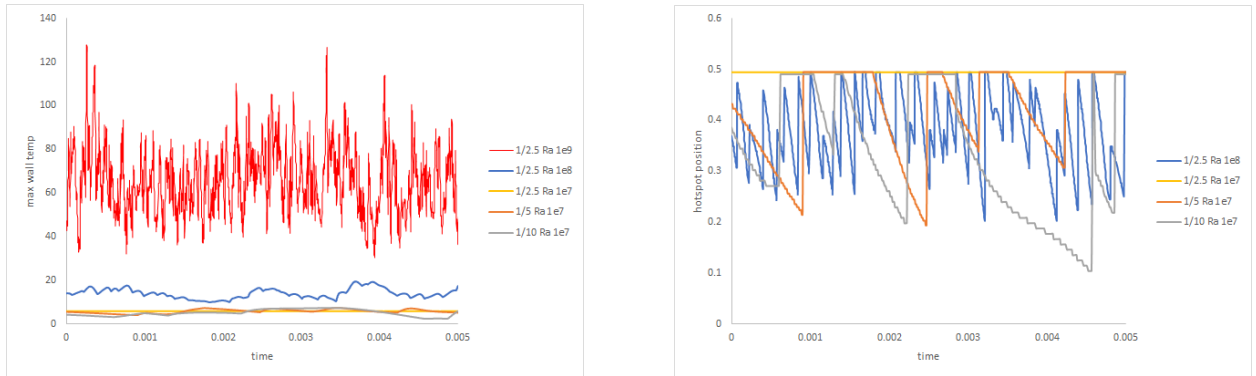 140
120
100
80
60
40
20
0
max wall temp
0 0.001 0.002 0.003 0.004 0.005
time
1/2.5 Ra 1e9
1/2.5 Ra 1e8
1/2.5 Ra 1e7
1/5 Ra 1e7
1/10 Ra 1e7
0.6
0.5
0.4
0.3
0.2
0.1
0
hotspot position
0 0.001 0.002 0.003 0.004 0.005
time
1/2.5 Ra 1e8
1/2.5 Ra 1e7
1/5 Ra 1e7
1/10 Ra 1e7